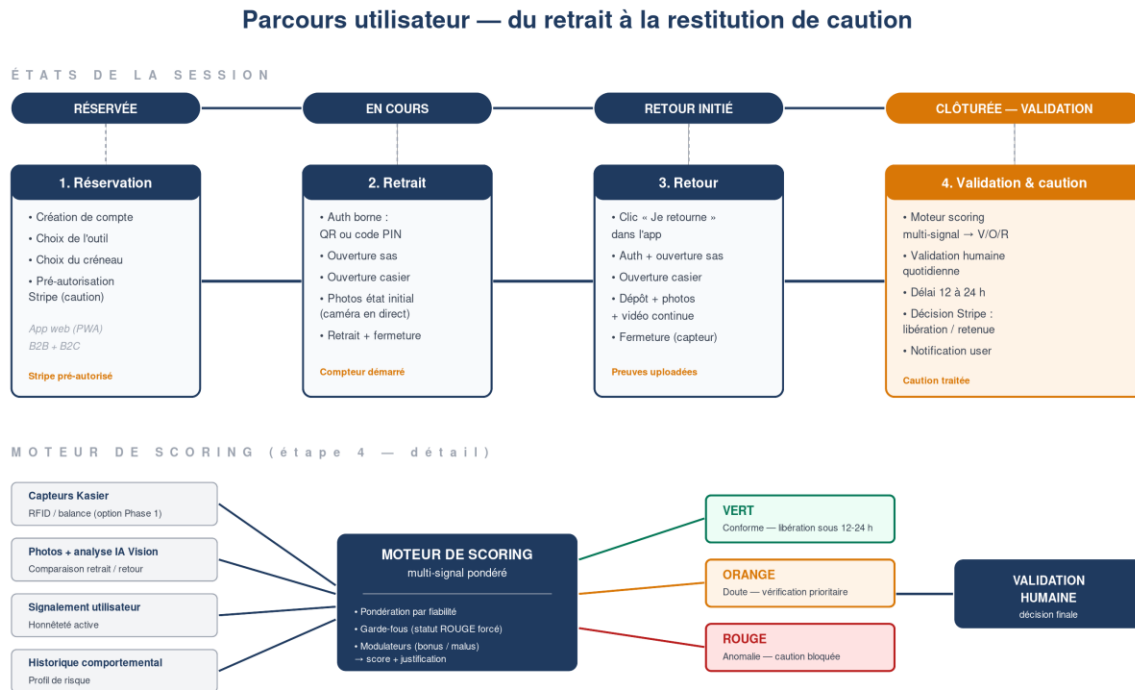 Parcours utilisateur — du retrait à la restitution de caution
ÉTATS DE LA SESSION
RÉSERVÉE
EN COURS
RETOUR INITIÉ
CLÔTURÉE — VALIDATION
1. Réservation
• Création de compte
• Choix de l'outil
• Choix du créneau
• Pré-autorisation
Stripe (caution)
App web (PWA)
B2B + B2C
Stripe pré-autorisé
2. Retrait
• Auth borne :
QR ou code PIN
• Ouverture sas
• Ouverture casier
• Photos état initial
(caméra en direct)
• Retrait + fermeture
Compteur démarré
3. Retour
• Clic « Je retourne »
dans l'app
• Auth + ouverture sas
• Ouverture casier
• Dépôt + photos
+ vidéo continue
• Fermeture (capteur)
Preuves uploadées
4. Validation & caution
• Moteur scoring
multi-signal → V/O/R
• Validation humaine
quotidienne
• Délai 12 à 24 h
• Décision Stripe :
libération / retenue
• Notification user
Caution traitée
MOTEUR DE SCORING (étape 4 — détail)
Capteurs Kasier
RFID / balance (option Phase 1)
Photos + analyse IA Vision
Comparaison retrait / retour
Signalement utilisateur
Honnêteté active
Historique comportemental
Profil de risque
MOTEUR DE SCORING
multi-signal pondéré
• Pondération par fiabilité
• Garde-fous (statut ROUGE forcé)
• Modulateurs (bonus / malus)
→ score + justification
VERT
Conforme — libération sous 12-24 h
ORANGE
Doute — vérification prioritaire
ROUGE
Anomalie — caution bloquée
VALIDATION
HUMAINE
décision finale